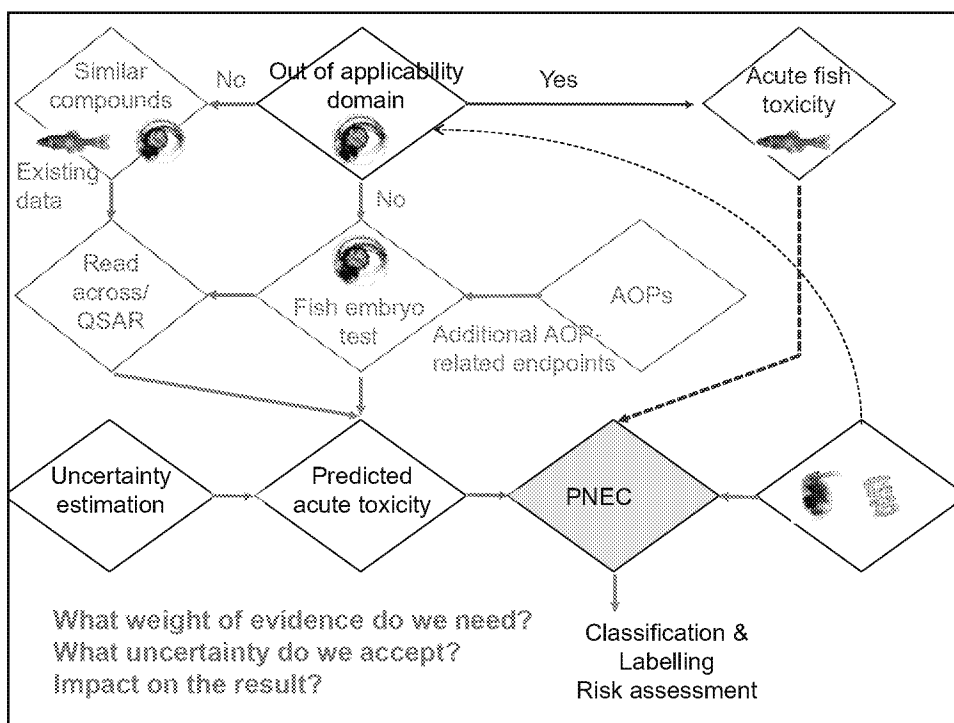 Similar
compounds
No
Out of applicability
domain
Yes
Acute fish
toxicity
Existing
data
No
Read
across/
QSAR
Fish embryo
test
AOPs
Additional AOP-
related endpoints
Uncertainty
estimation
Predicted
acute toxicity
PNEC
What weight of evidence do we need?
What uncertainty do we accept?
Impact on the result?
Classification &
Labelling
Risk assessment